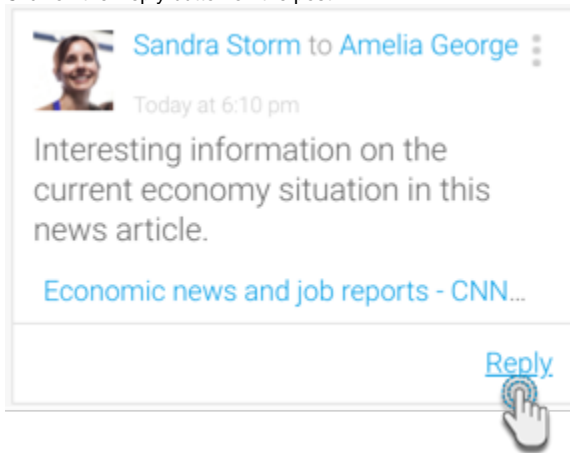 Sandra Storm to Amelia George
Today at 6:10 pm
Interesting information on the
current economy situation in this
news article.
Economic news and job reports - CNN...
Reply